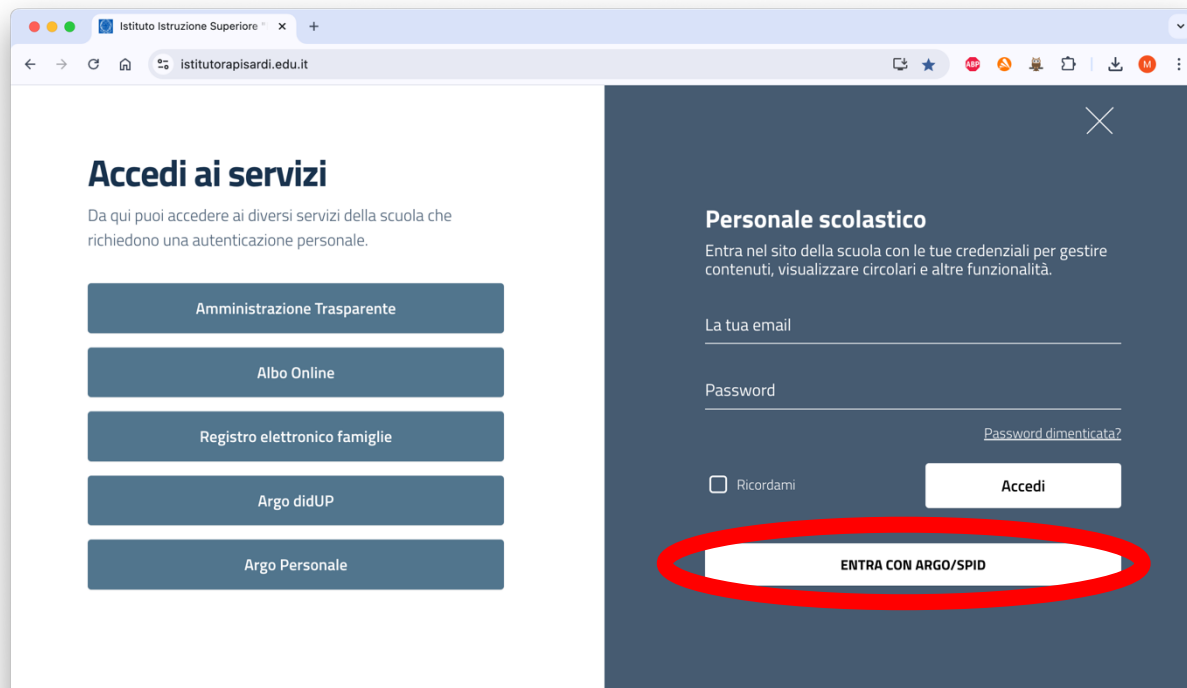 Istituto Istruzione Superiore "
istitutorapisardi.edu.it
ABP
M
Accedi ai servizi
Da qui puoi accedere ai diversi servizi della scuola che
richiedono una autenticazione personale.
Amministrazione Trasparente
Albo Online
Registro elettronico famiglie
Argo didUP
Argo Personale
Personale scolastico
Entra nel sito della scuola con le tue credenziali per gestire
contenuti, visualizzare circolari e altre funzionalità.
La tua email
Password
Password dimenticata?
Ricordami
Accedi
ENTRA CON ARGO/SPID